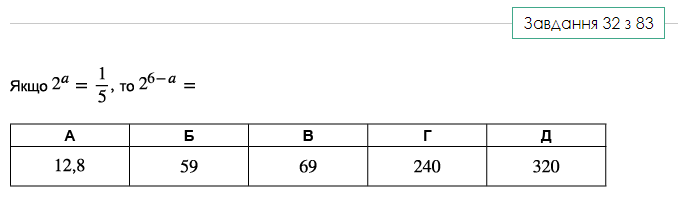 Завдання 32 з 83
Якщо 2^a = 1/5, то 2^{6−a} =
А Б В Г Д
12,8 59 69 240 320